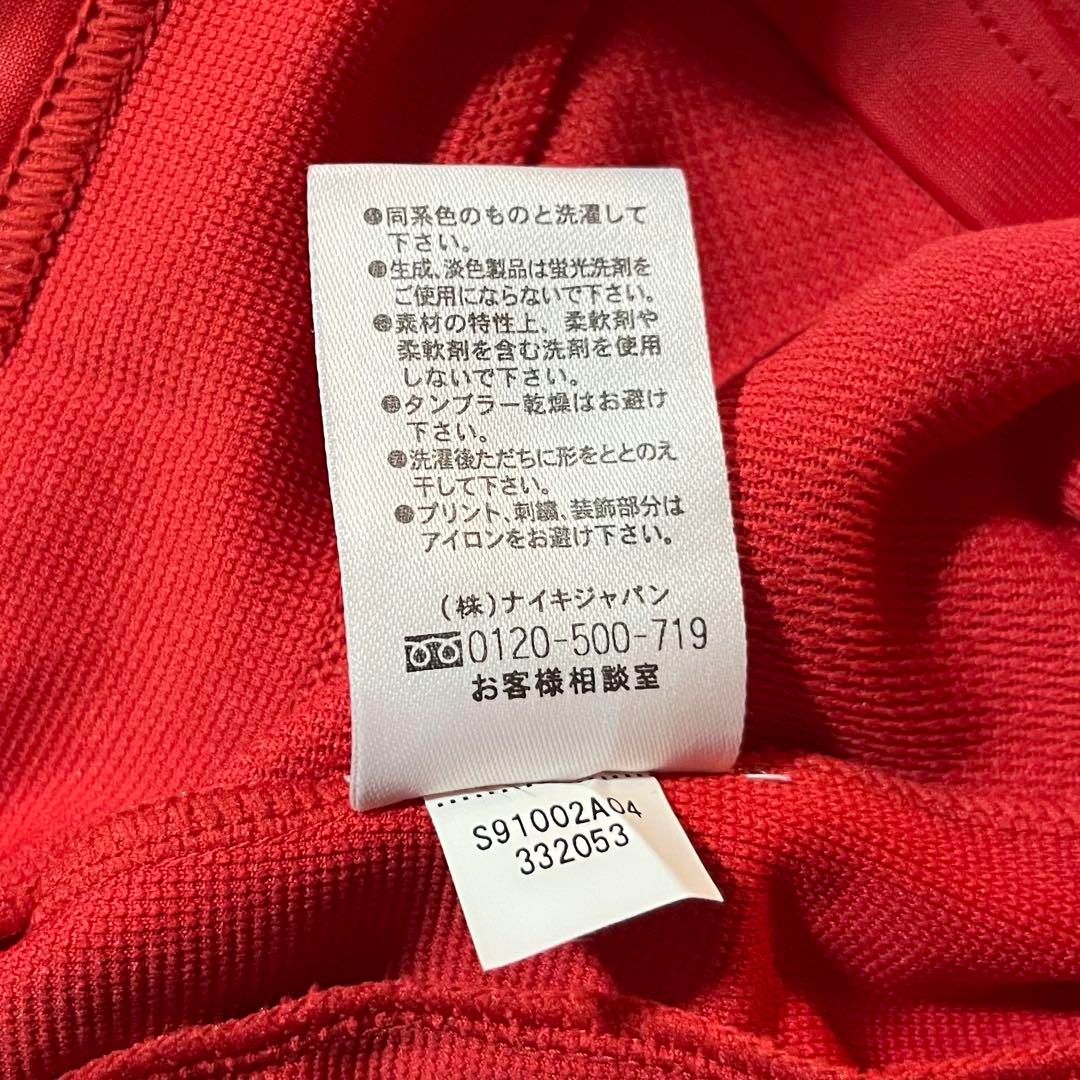 ●同系色のものと洗濯して
下さい。
●生成、淡色製品は蛍光洗剤を
ご使用にならないで下さい。
●素材の特性上、柔軟剤や
柔軟剤を含む洗剤を使用
しないで下さい。
●タンブラー乾燥はお避け
下さい。
●洗濯後ただちに形をととのえ
干して下さい。
●プリント、刺繍、装飾部分は
アイロンをお避け下さい。
(株)ナイキジャパン
0120-500-719
お客様相談室
S91002A04
332053